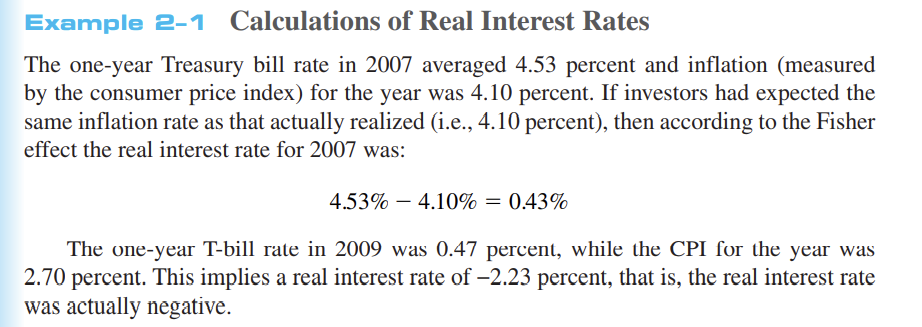 Example 2–1 Calculations of Real Interest Rates
The one-year Treasury bill rate in 2007 averaged 4.53 percent and inflation (measured
by the consumer price index) for the year was 4.10 percent. If investors had expected the
same inflation rate as that actually realized (i.e., 4.10 percent), then according to the Fisher
effect the real interest rate for 2007 was:
4.53% − 4.10% = 0.43%
The one-year T-bill rate in 2009 was 0.47 percent, while the CPI for the year was
2.70 percent. This implies a real interest rate of −2.23 percent, that is, the real interest rate
was actually negative.